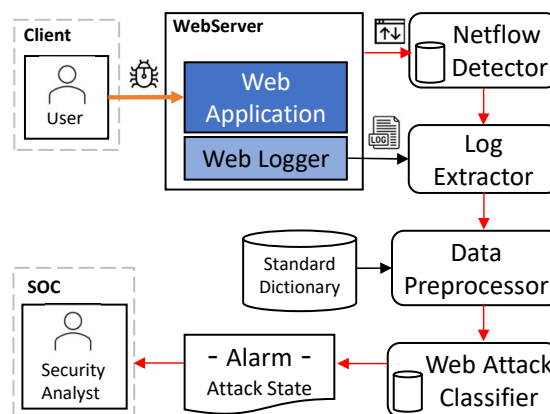 Client
User
WebServer
Web
Application
Web Logger
LOG
Netflow
Detector
Log
Extractor
Standard
Dictionary
Data
Preprocessor
SOC
Security
Analyst
- Alarm -
Attack State
Web Attack
Classifier